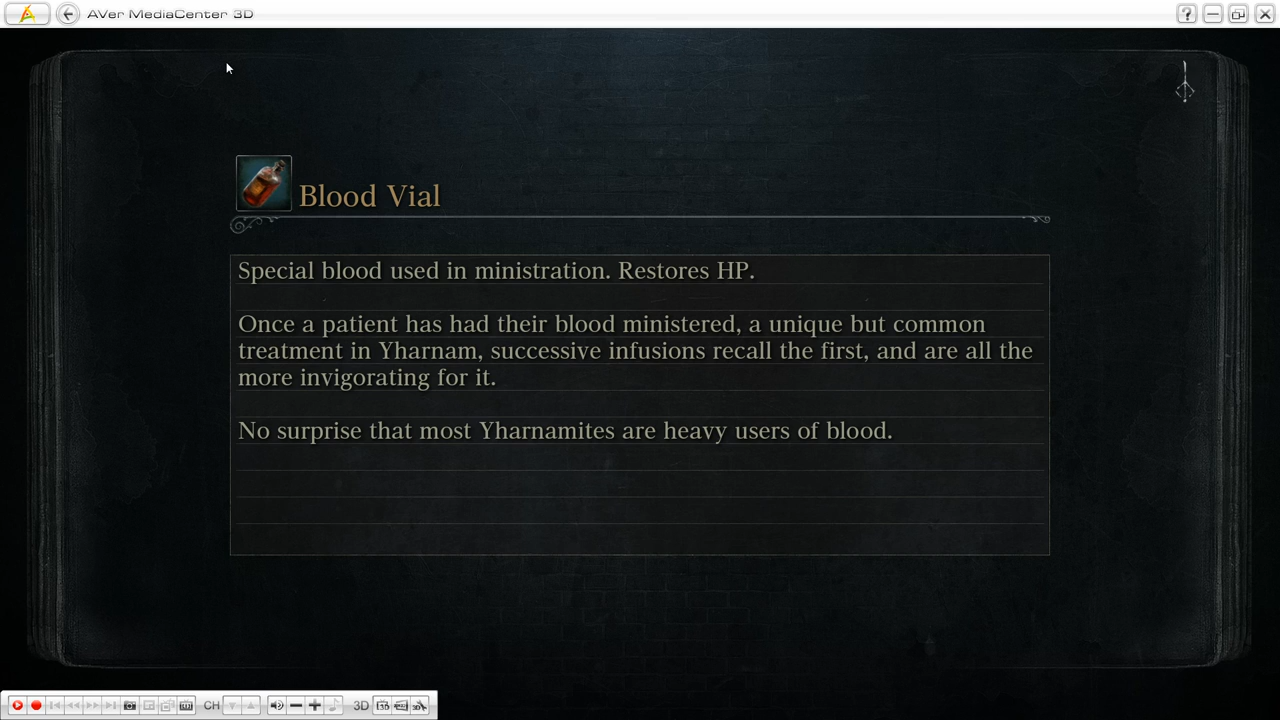 AVer MediaCenter 3D
Blood Vial
Special blood used in ministration. Restores HP.
Once a patient has had their blood ministered, a unique but common
treatment in Yharnam, successive infusions recall the first, and are all the
more invigorating for it.
No surprise that most Yharnamites are heavy users of blood.
CH 3D